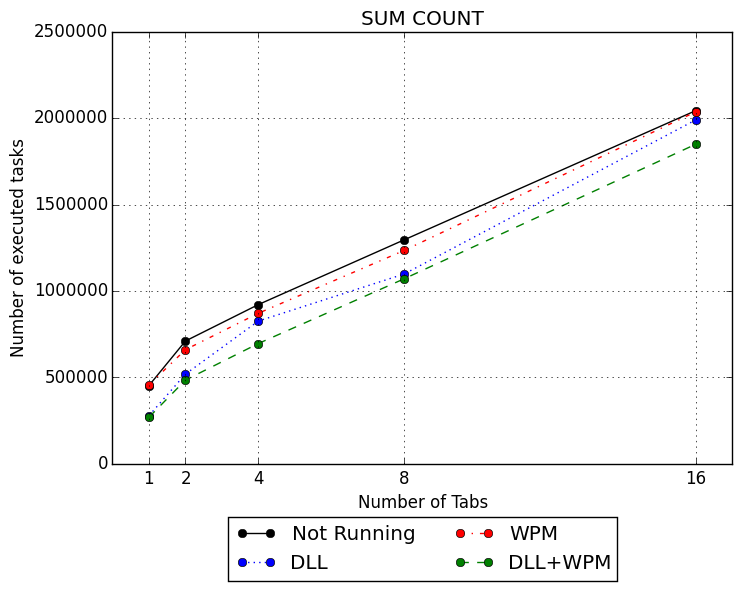 SUM COUNT
2500000
2000000
1500000
1000000
500000
0
Number of executed tasks
1 2 4 8 16
Number of Tabs
Not Running WPM
DLL DLL+WPM